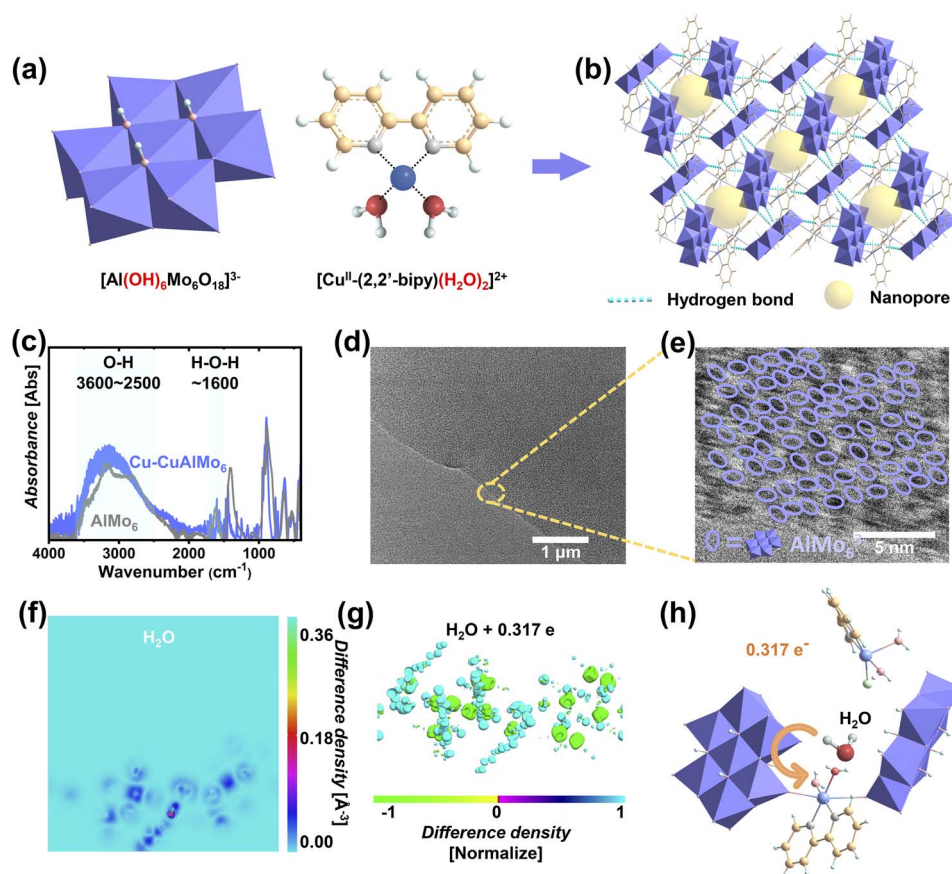 (a)
[Al(OH)₆Mo₆O₁₈]³⁻
[Cuᴵᴵ-(2,2'-bipy)(H₂O)₂]²⁺
(b)
Hydrogen bond
Nanopore
(c)
O-H
3600~2500
H-O-H
~1600
Absorbance [Abs]
Cu-CuAlMo₆
AlMo₆
4000 3000 2000 1000
Wavenumber (cm⁻¹)
(d)
1 μm
(e)
= AlMo₆
5 nm
(f)
H₂O
0.36
0.18
0.00
Difference density [Å⁻³]
(g)
H₂O + 0.317 e
-1 0 1
Difference density
[Normalize]
(h)
0.317 e⁻
H₂O